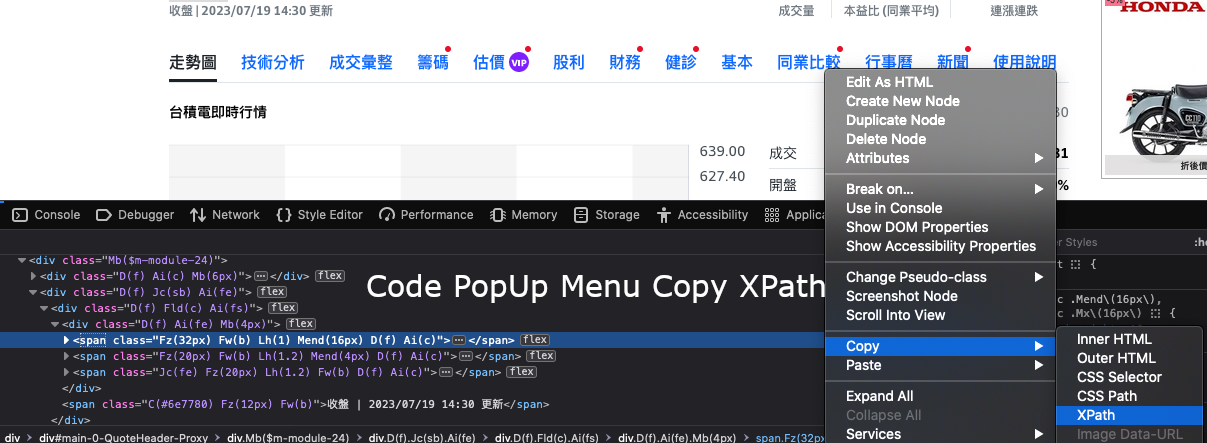 收盤 | 2023/07/19 14:30 更新 成交量 本益比 (同業平均) 連漲連跌
-3% HONDA
走勢圖 技術分析 成交彙整 籌碼 估價 VIP 股利 財務 健診 基本 同業比較 行事曆 新聞 使用說明
台積電即時行情
CC110
折後價
639.00 成交
627.40 開盤
Edit As HTML
Create New Node
Duplicate Node
Delete Node
Attributes
Break on...
Use in Console
Show DOM Properties
Show Accessibility Properties
Change Pseudo-class
Screenshot Node
Scroll Into View
Copy
Paste
Expand All
Collapse All
Services
Inner HTML
Outer HTML
CSS Selector
CSS Path
XPath
Image Data-URL
Console Debugger Network Style Editor Performance Memory Storage Accessibility Applica
er Styles :ho
t {
c .Mend\(16px\),
c .Mx\(16px\) {
Code PopUp Menu Copy XPath
<div class="Mb($m-module-24)">
<div class="D(f) Ai(c) Mb(6px)"></div> flex
<div class="D(f) Jc(sb) Ai(fe)"> flex
<div class="D(f) Fld(c) Ai(fs)"> flex
<div class="D(f) Ai(fe) Mb(4px)"> flex
<span class="Fz(32px) Fw(b) Lh(1) Mend(16px) D(f) Ai(c)"></span> flex
<span class="Fz(20px) Fw(b) Lh(1.2) Mend(4px) D(f) Ai(c)"></span> flex
<span class="Jc(fe) Fz(20px) Lh(1.2) Fw(b) D(f) Ai(c)"></span> flex
</div>
<span class="C(#6e7780) Fz(12px) Fw(b)">收盤 | 2023/07/19 14:30 更新</span>
</div>
div div#main-0-QuoteHeader-Proxy div.Mb($m-module-24) div.D(f).Jc(sb).Ai(fe) div.D(f).Fld(c).Ai(fs) div.D(f).Ai(fe).Mb(4px) span.Fz(32px